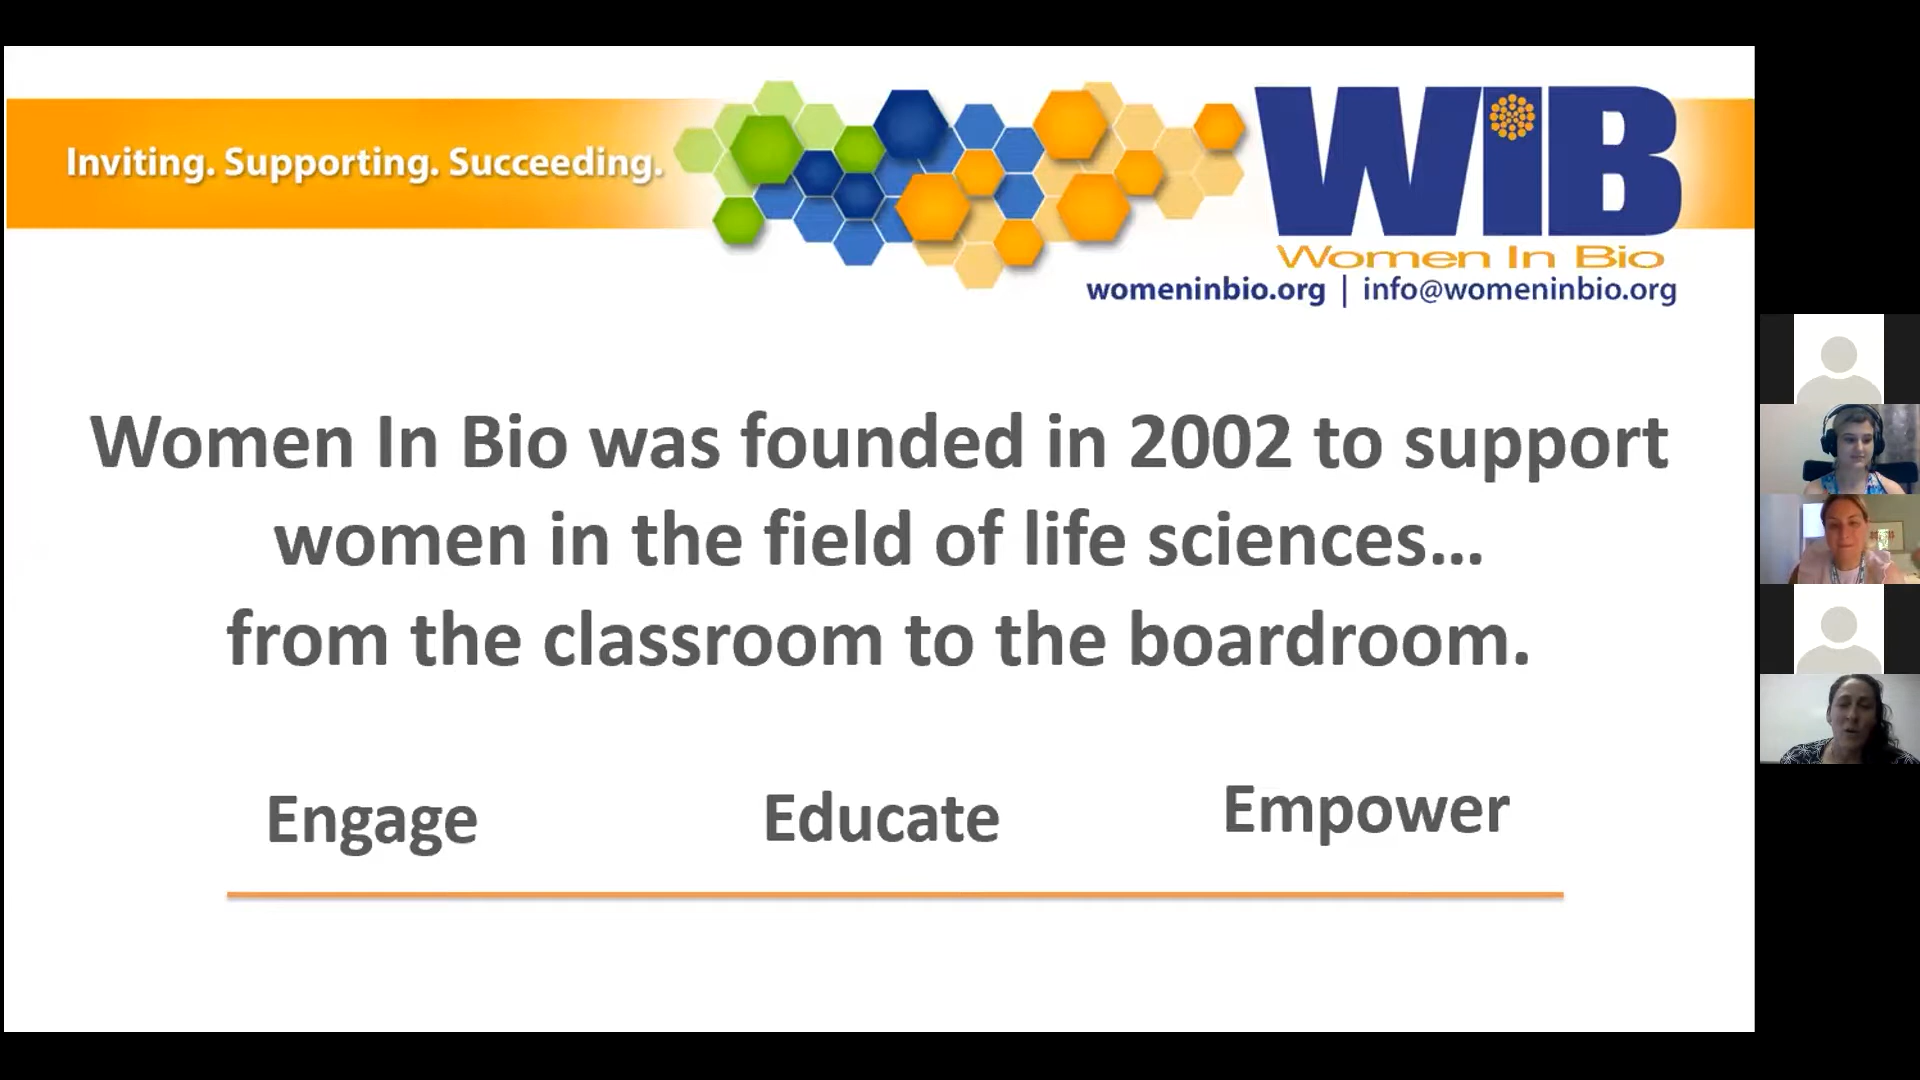 Inviting. Supporting. Succeeding.
WIB
Women In Bio
womeninbio.org | info@womeninbio.org
Women In Bio was founded in 2002 to support
women in the field of life sciences…
from the classroom to the boardroom.
Engage Educate Empower